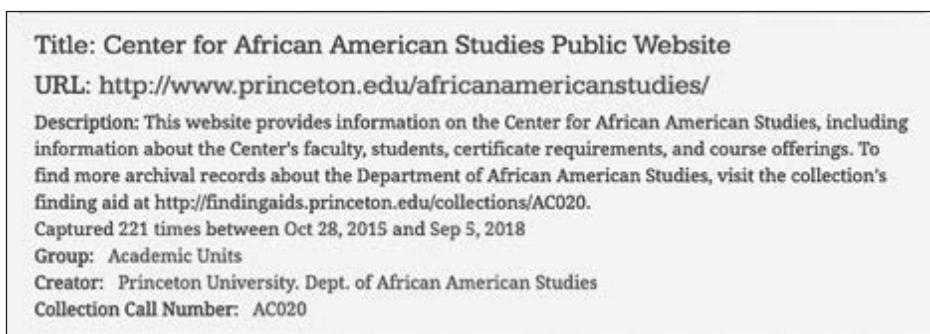 Title: Center for African American Studies Public Website
URL: http://www.princeton.edu/africanamericanstudies/
Description: This website provides information on the Center for African American Studies, including
information about the Center's faculty, students, certificate requirements, and course offerings. To
find more archival records about the Department of African American Studies, visit the collection's
finding aid at http://findingaids.princeton.edu/collections/AC020.
Captured 221 times between Oct 28, 2015 and Sep 5, 2018
Group: Academic Units
Creator: Princeton University. Dept. of African American Studies
Collection Call Number: AC020